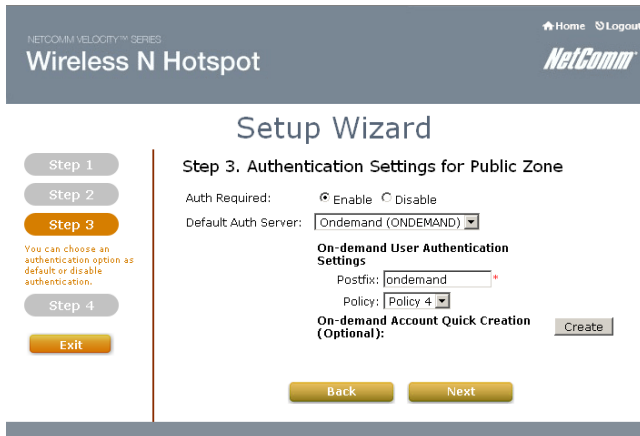 Home Logout
NETCOMM VELOCITY™ SERIES
Wireless N Hotspot
NetComm
Setup Wizard
Step 1
Step 2
Step 3
You can choose an
authentication option as
default or disable
authentication.
Step 4
Exit
Step 3. Authentication Settings for Public Zone
Auth Required: Enable Disable
Default Auth Server: Ondemand (ONDEMAND)
On-demand User Authentication
Settings
Postfix: ondemand *
Policy: Policy 4
On-demand Account Quick Creation
(Optional): Create
Back Next